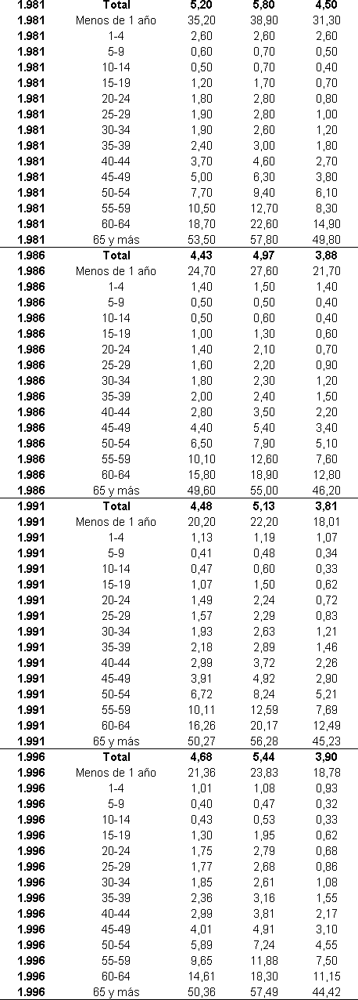 1.981 Total 5,20 5,80 4,50
1.981 Menos de 1 año 35,20 38,90 31,30
1.981 1-4 2,60 2,60 2,60
1.981 5-9 0,60 0,70 0,50
1.981 10-14 0,50 0,70 0,40
1.981 15-19 1,20 1,70 0,70
1.981 20-24 1,80 2,80 0,80
1.981 25-29 1,90 2,80 1,00
1.981 30-34 1,90 2,60 1,20
1.981 35-39 2,40 3,00 1,80
1.981 40-44 3,70 4,60 2,70
1.981 45-49 5,00 6,30 3,80
1.981 50-54 7,70 9,40 6,10
1.981 55-59 10,50 12,70 8,30
1.981 60-64 18,70 22,60 14,90
1.981 65 y más 53,50 57,80 49,80
1.986 Total 4,43 4,97 3,88
1.986 Menos de 1 año 24,70 27,60 21,70
1.986 1-4 1,40 1,50 1,40
1.986 5-9 0,50 0,50 0,40
1.986 10-14 0,50 0,60 0,40
1.986 15-19 1,00 1,30 0,60
1.986 20-24 1,40 2,10 0,70
1.986 25-29 1,60 2,20 0,90
1.986 30-34 1,80 2,30 1,20
1.986 35-39 2,00 2,40 1,50
1.986 40-44 2,80 3,50 2,20
1.986 45-49 4,40 5,40 3,40
1.986 50-54 6,50 7,90 5,10
1.986 55-59 10,10 12,60 7,60
1.986 60-64 15,80 18,90 12,80
1.986 65 y más 49,60 55,00 46,20
1.991 Total 4,48 5,13 3,81
1.991 Menos de 1 año 20,20 22,20 18,01
1.991 1-4 1,13 1,19 1,07
1.991 5-9 0,41 0,48 0,34
1.991 10-14 0,47 0,60 0,33
1.991 15-19 1,07 1,50 0,62
1.991 20-24 1,49 2,24 0,72
1.991 25-29 1,57 2,29 0,83
1.991 30-34 1,93 2,63 1,21
1.991 35-39 2,18 2,89 1,46
1.991 40-44 2,99 3,72 2,26
1.991 45-49 3,91 4,92 2,90
1.991 50-54 6,72 8,24 5,21
1.991 55-59 10,11 12,59 7,69
1.991 60-64 16,26 20,17 12,49
1.991 65 y más 50,27 56,28 45,23
1.996 Total 4,68 5,44 3,90
1.996 Menos de 1 año 21,36 23,83 18,78
1.996 1-4 1,01 1,08 0,93
1.996 5-9 0,40 0,47 0,32
1.996 10-14 0,43 0,53 0,33
1.996 15-19 1,30 1,95 0,62
1.996 20-24 1,75 2,79 0,68
1.996 25-29 1,77 2,68 0,86
1.996 30-34 1,85 2,61 1,08
1.996 35-39 2,36 3,16 1,55
1.996 40-44 2,99 3,81 2,17
1.996 45-49 4,01 4,91 3,10
1.996 50-54 5,89 7,24 4,55
1.996 55-59 9,65 11,88 7,50
1.996 60-64 14,61 18,30 11,15
1.996 65 y más 50,36 57,49 44,42